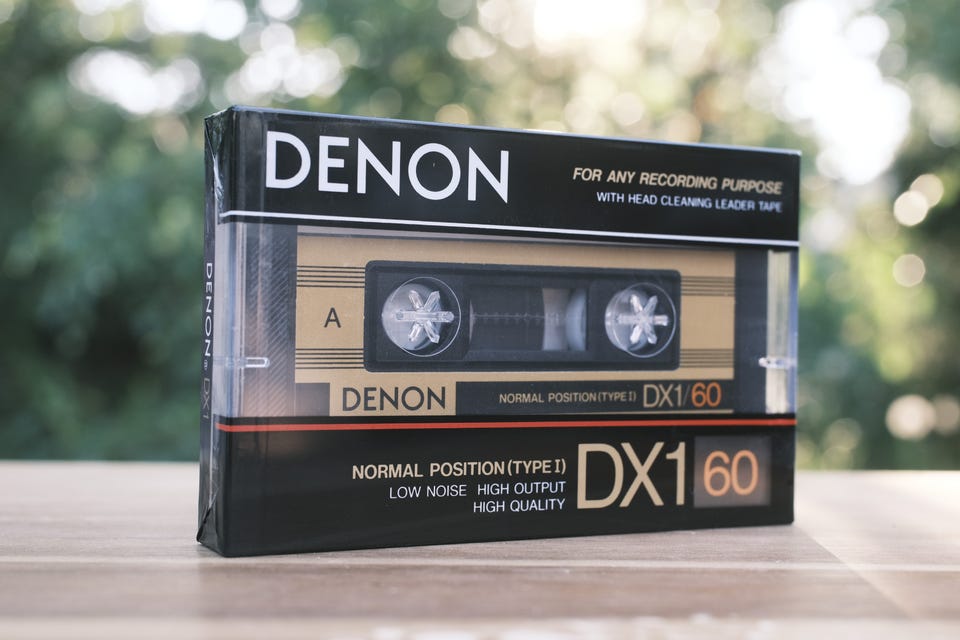 DENON
FOR ANY RECORDING PURPOSE
WITH HEAD CLEANING LEADER TAPE
DENON® DX1
A
DENON
NORMAL POSITION (TYPE I) DX1/60
NORMAL POSITION (TYPE I)
LOW NOISE HIGH OUTPUT
HIGH QUALITY
DX1 60